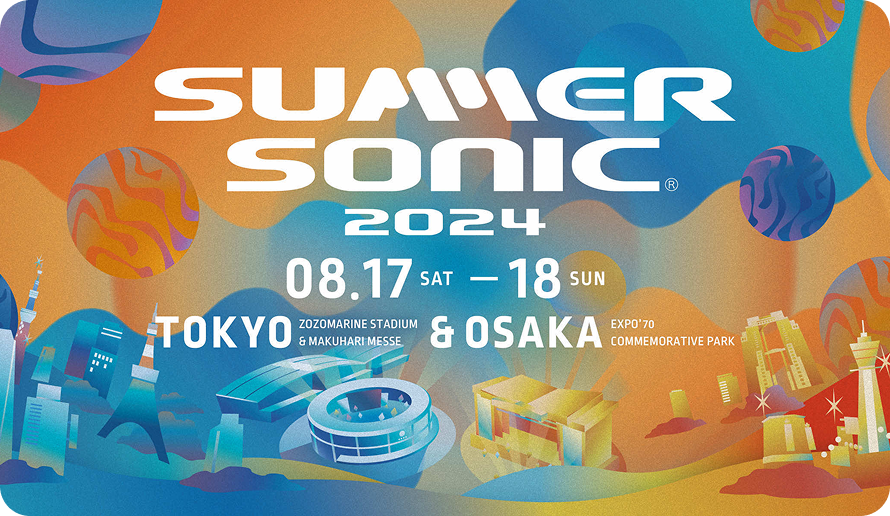 SUMMER
SONIC®
2024
08.17 SAT — 18 SUN
TOKYO ZOZOMARINE STADIUM & MAKUHARI MESSE & OSAKA EXPO'70 COMMEMORATIVE PARK